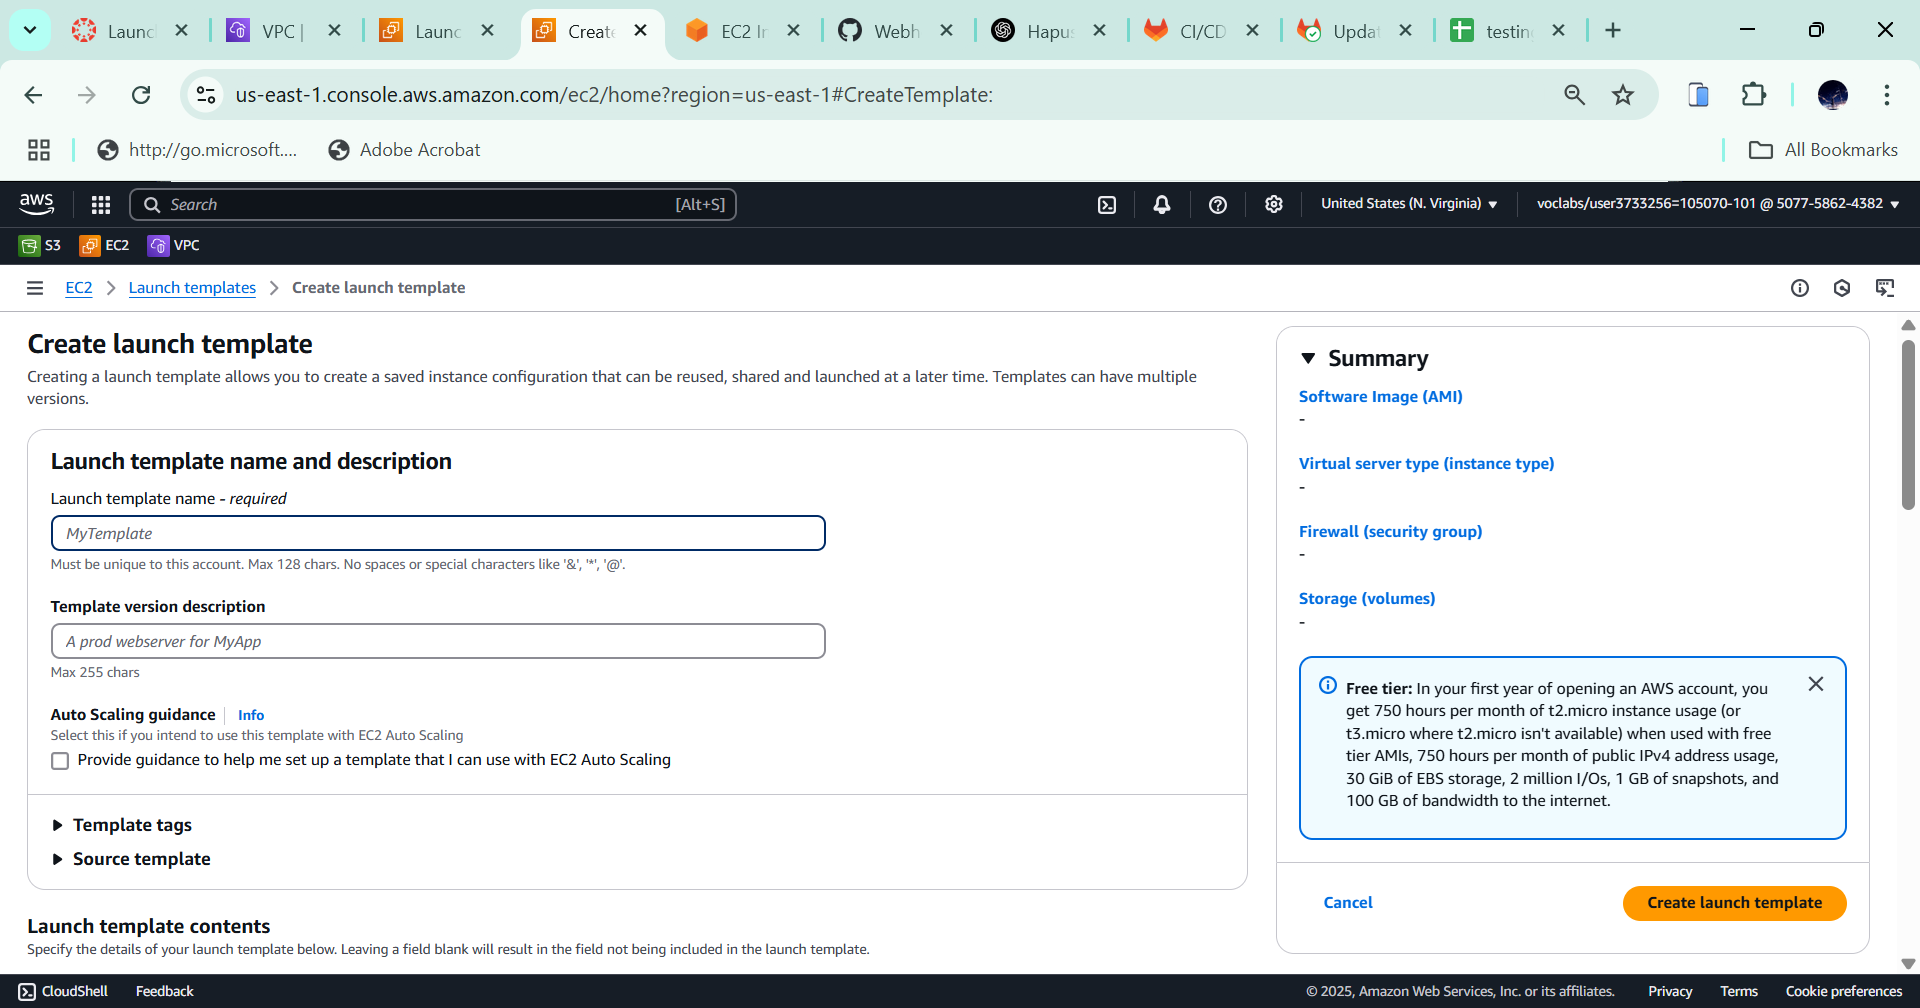 Launc
VPC |
Launc
Create
EC2 In
Webh
Hapus
CI/CD
Updat
testing
us-east-1.console.aws.amazon.com/ec2/home?region=us-east-1#CreateTemplate:
http://go.microsoft....
Adobe Acrobat
All Bookmarks
aws
Search
[Alt+S]
United States (N. Virginia)
voclabs/user3733256=105070-101 @ 5077-5862-4382
S3
EC2
VPC
EC2
Launch templates
Create launch template
Create launch template
Creating a launch template allows you to create a saved instance configuration that can be reused, shared and launched at a later time. Templates can have multiple
versions.
Launch template name and description
Launch template name - required
MyTemplate
Must be unique to this account. Max 128 chars. No spaces or special characters like '&', '*', '@'.
Template version description
A prod webserver for MyApp
Max 255 chars
Auto Scaling guidance
Info
Select this if you intend to use this template with EC2 Auto Scaling
Provide guidance to help me set up a template that I can use with EC2 Auto Scaling
Template tags
Source template
Launch template contents
Specify the details of your launch template below. Leaving a field blank will result in the field not being included in the launch template.
Summary
Software Image (AMI)
-
Virtual server type (instance type)
-
Firewall (security group)
-
Storage (volumes)
-
Free tier: In your first year of opening an AWS account, you
get 750 hours per month of t2.micro instance usage (or
t3.micro where t2.micro isn't available) when used with free
tier AMIs, 750 hours per month of public IPv4 address usage,
30 GiB of EBS storage, 2 million I/Os, 1 GB of snapshots, and
100 GB of bandwidth to the internet.
Cancel
Create launch template
CloudShell
Feedback
© 2025, Amazon Web Services, Inc. or its affiliates.
Privacy
Terms
Cookie preferences